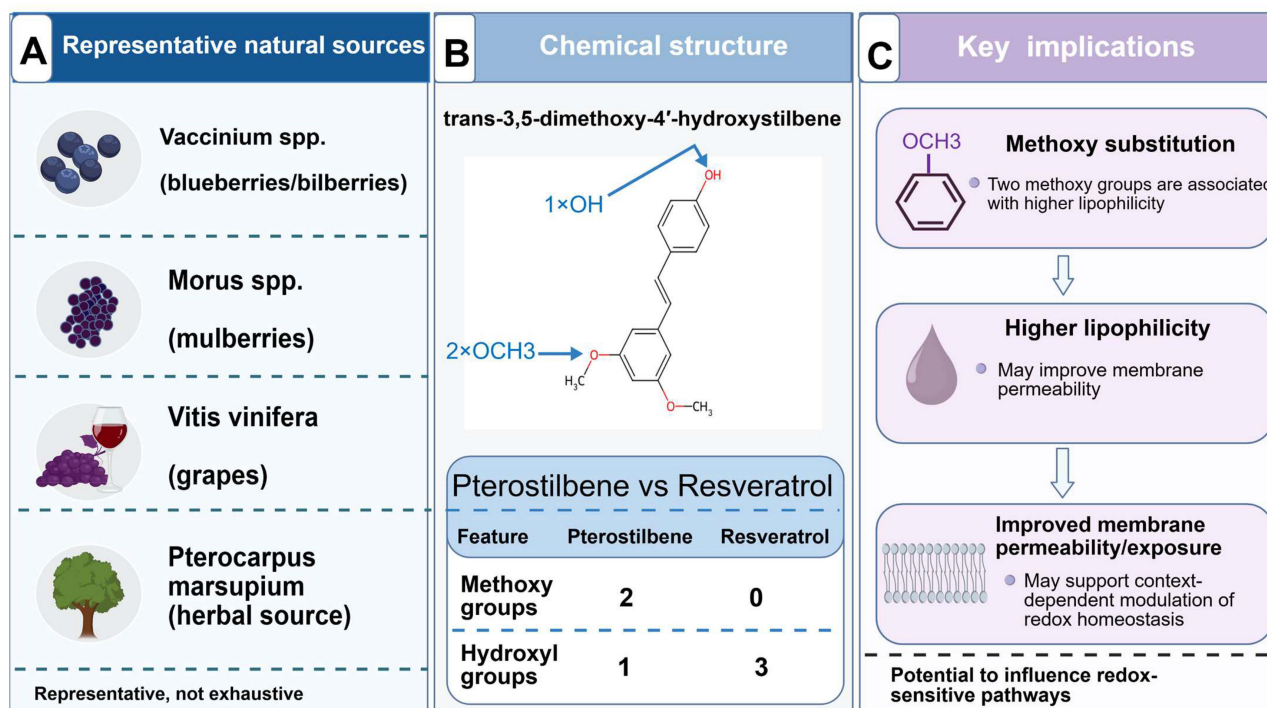 A
Representative natural sources
Vaccinium spp.
(blueberries/bilberries)
Morus spp.
(mulberries)
Vitis vinifera
(grapes)
Pterocarpus
marsupium
(herbal source)
Representative, not exhaustive
B
Chemical structure
trans-3,5-dimethoxy-4′-hydroxystilbene
OH
1×OH
2×OCH3
O
H₃C
O
CH₃
Pterostilbene vs Resveratrol
Feature Pterostilbene Resveratrol
Methoxy
groups 2 0
Hydroxyl
groups 1 3
C
Key implications
OCH3
Methoxy substitution
Two methoxy groups are associated
with higher lipophilicity
Higher lipophilicity
May improve membrane
permeability
Improved membrane
permeability/exposure
May support context-
dependent modulation of
redox homeostasis
Potential to influence redox-
sensitive pathways